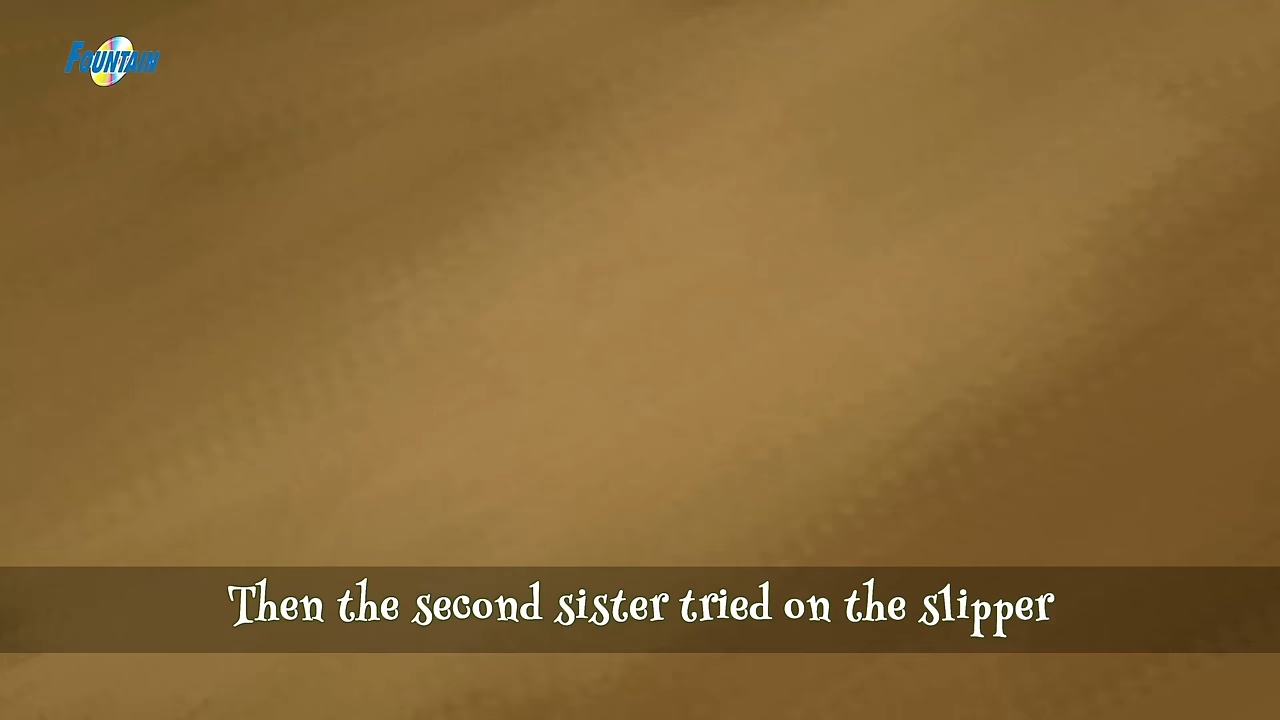 FOUNTAIN
Then the second sister tried on the slipper